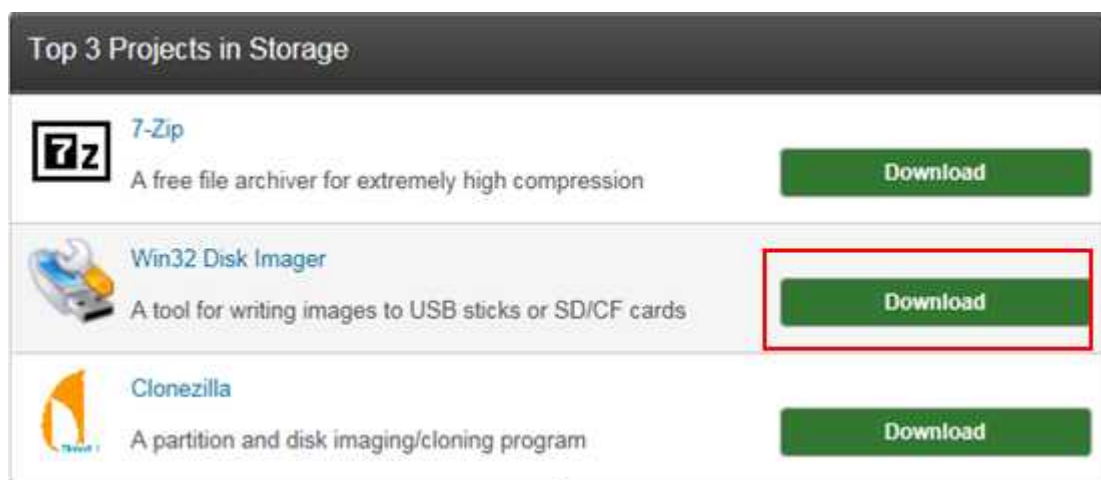 Top 3 Projects in Storage
7z
7-Zip
A free file archiver for extremely high compression
Download
Win32 Disk Imager
A tool for writing images to USB sticks or SD/CF cards
Download
Clonezilla
A partition and disk imaging/cloning program
Download